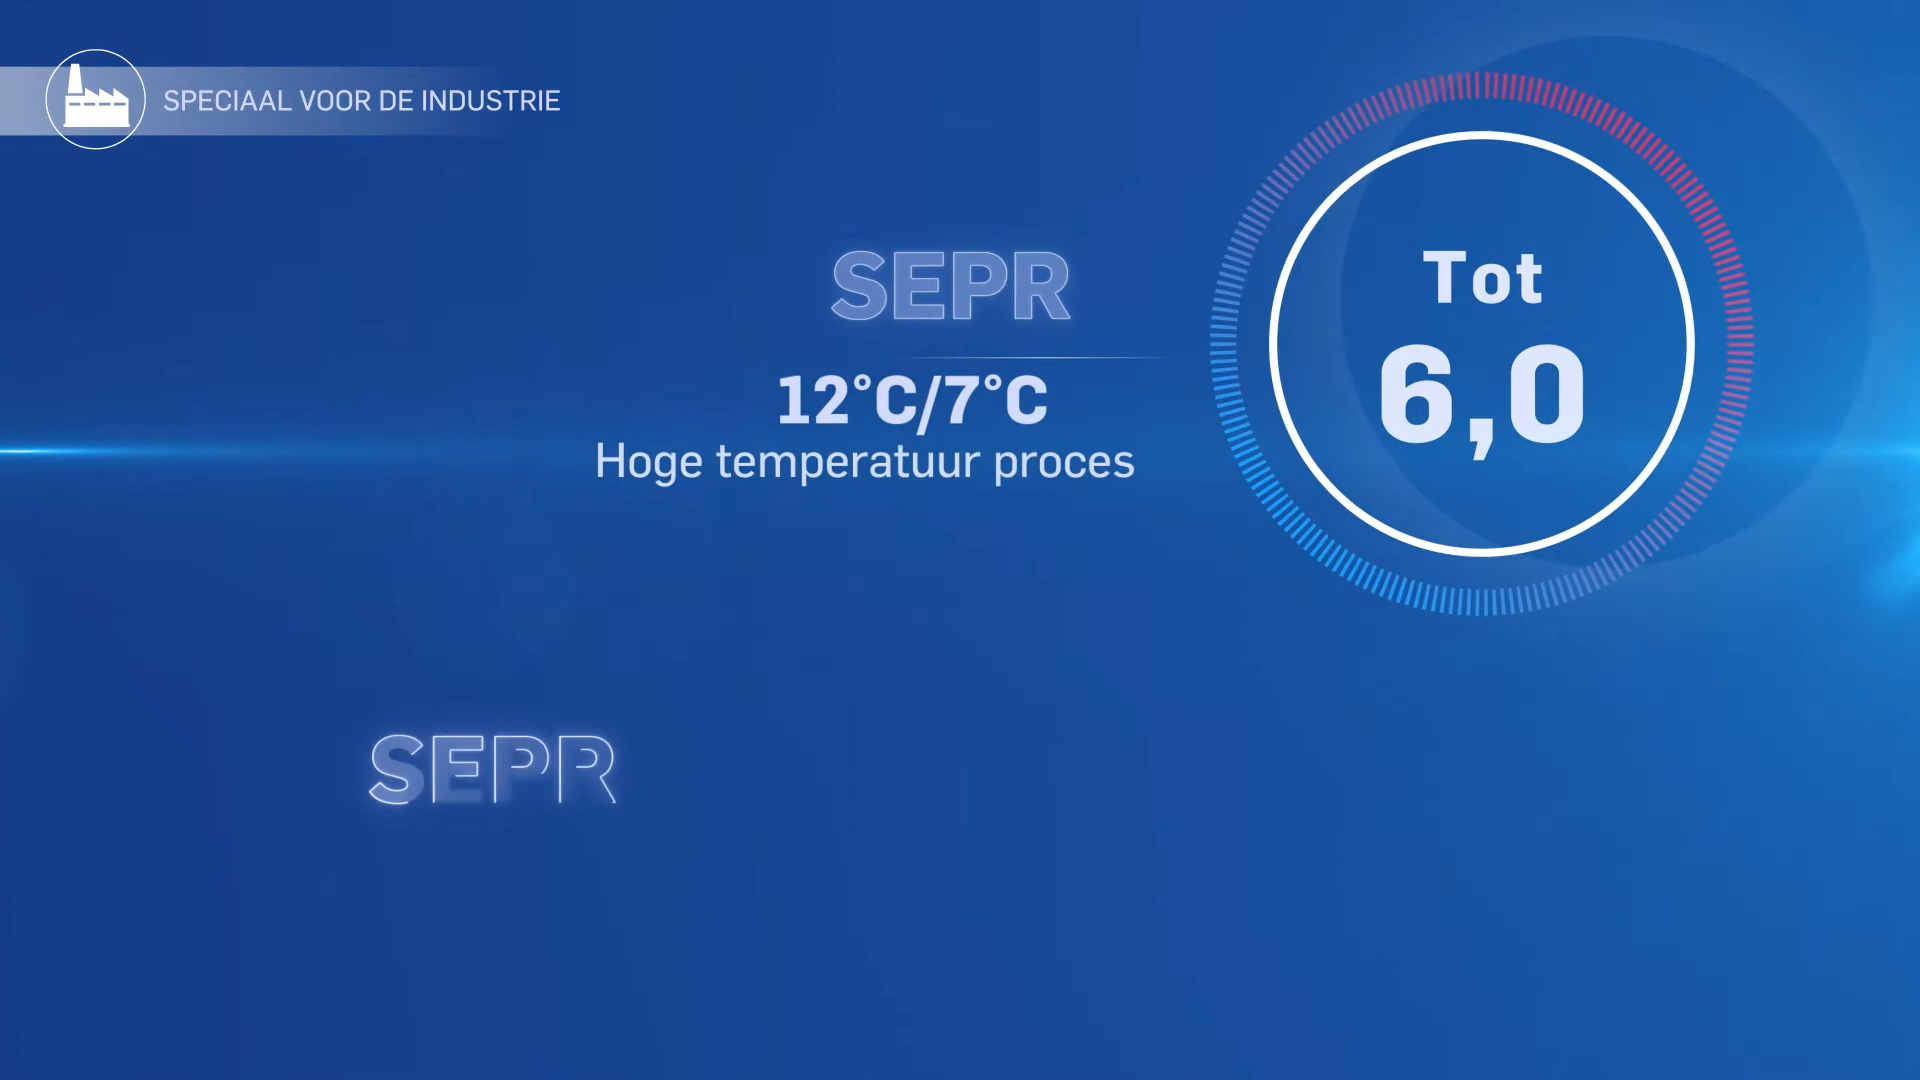 SPECIAAL VOOR DE INDUSTRIE
SEPR
12°C/7°C
Hoge temperatuur proces
Tot
6,0
SEPR